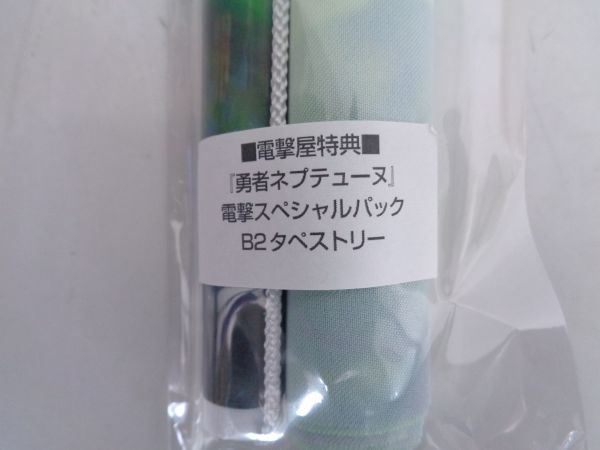 ■電撃屋特典■
『勇者ネプテューヌ』
電撃スペシャルパック
B2タペストリー